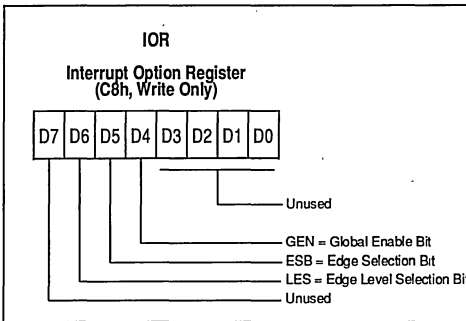 IOR
Interrupt Option Register
(C8h, Write Only)
D7 D6 D5 D4 D3 D2 D1 D0
Unused
GEN = Global Enable Bit
ESB = Edge Selection Bit
LES = Edge Level Selection Bit
Unused